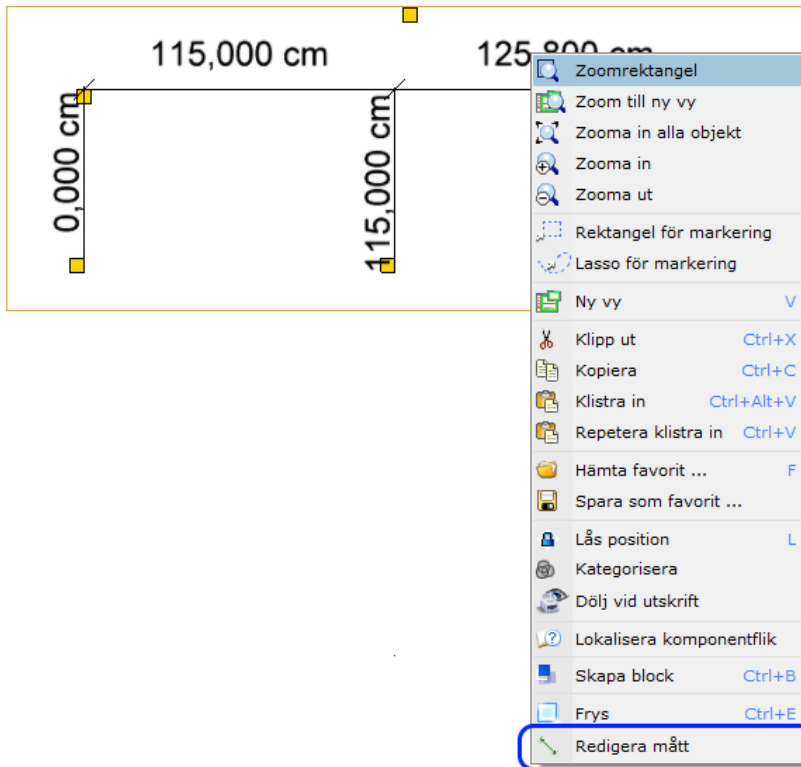 115,000 cm
125,800 cm
0,000 cm
115,000 cm
Zoomrektangel
Zoom till ny vy
Zooma in alla objekt
Zooma in
Zooma ut
Rektangel för markering
Lasso för markering
Ny vy V
Klipp ut Ctrl+X
Kopiera Ctrl+C
Klistra in Ctrl+Alt+V
Repetera klistra in Ctrl+V
Hämta favorit ... F
Spara som favorit ...
Lås position L
Kategorisera
Dölj vid utskrift
Lokalisera komponentflik
Skapa block Ctrl+B
Frys Ctrl+E
Redigera mått